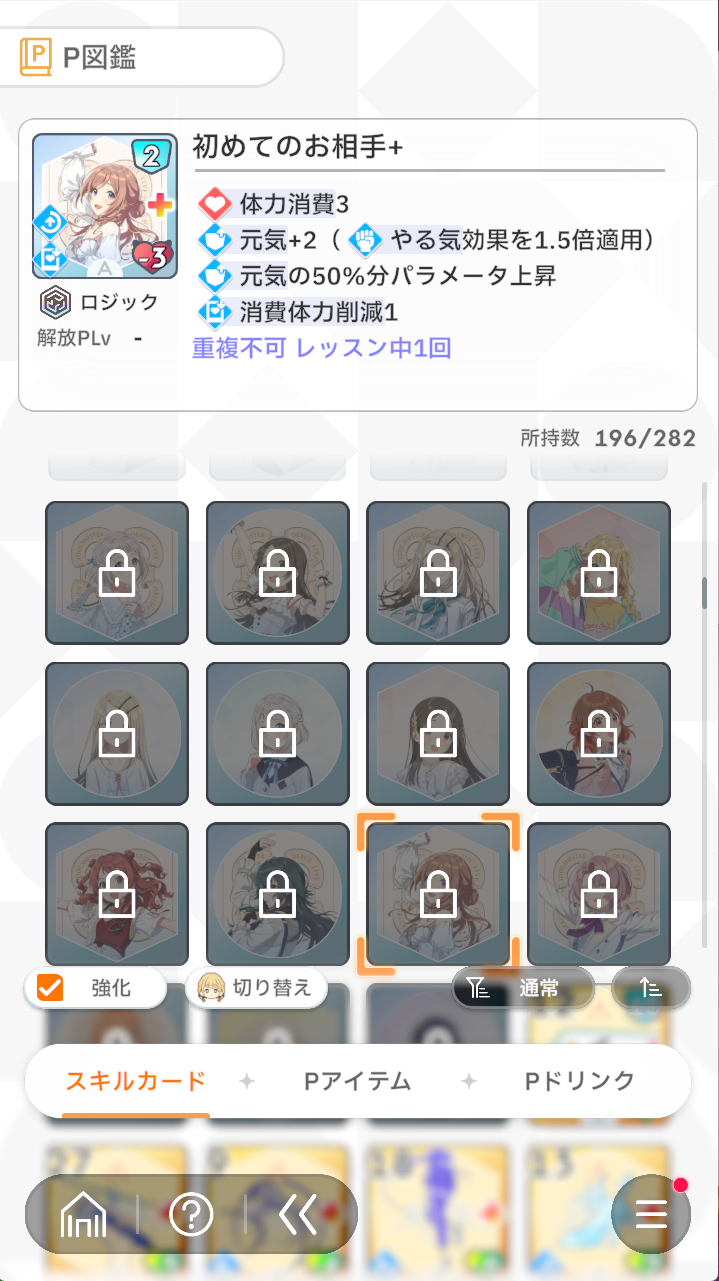 P図鑑
2
初めてのお相手+
体力消費3
元気+2（ やる気効果を1.5倍適用）
元気の50%分パラメータ上昇
消費体力削減1
重複不可 レッスン中1回
A
-3
ロジック
解放PLv -
所持数 196/282
強化
切り替え
通常
スキルカード
Pアイテム
Pドリンク